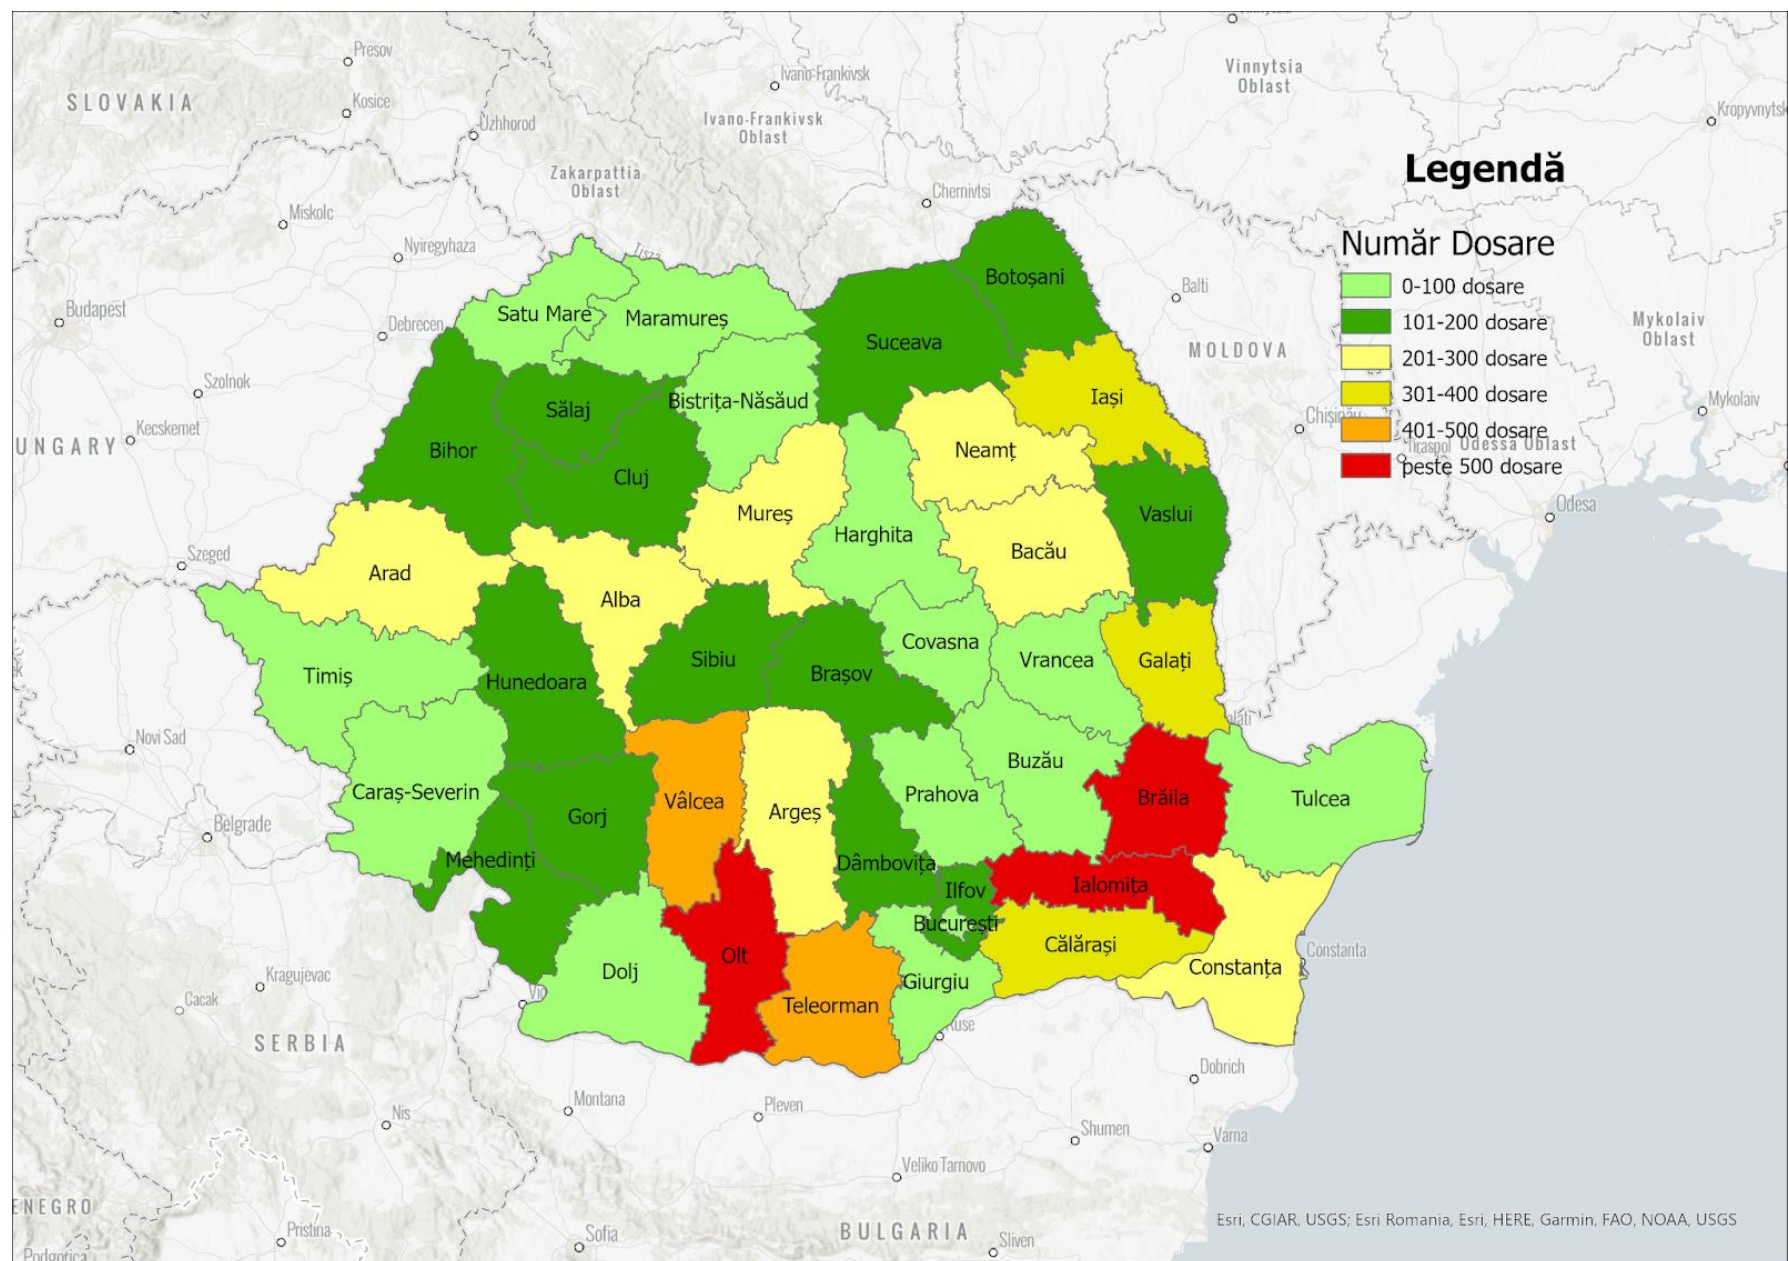 Presov
Ivano-Frankivsk
Vinnytsia
Oblast
SLOVAKIA
Kosice
Kropyvnytsk
Uzhhorod
Ivano-Frankivsk
Oblast
Legendă
Zakarpattia
Oblast
Chernivtsi
Miskolc
Număr Dosare
Nyiregyhaza
Tisza
Botoșani
Balti
0-100 dosare
Budapest
Satu Mare
Maramureș
101-200 dosare
Mykolaiv
Oblast
Debrecen
Suceava
MOLDOVA
201-300 dosare
Szolnok
Sălaj
Bistrița-Năsăud
Iași
301-400 dosare
Mykolaiv
Chișinău
Kecskemet
401-500 dosare
UNGARY
Bihor
Neamț
Tiraspol
Odessa Oblast
Cluj
peste 500 dosare
Mureș
Vaslui
Odesa
Harghita
Szeged
Bacău
Arad
Alba
Covasna
Timiș
Sibiu
Vrancea
Galați
Hunedoara
Brașov
Novi Sad
alăti
Buzău
Caraș-Severin
Vâlcea
Prahova
Brăila
Tulcea
Belgrade
Gorj
Argeș
Mehedinți
Dâmbovița
Ilfov
Ialomița
București
Călărași
Constanta
Olt
Dolj
Constanța
Kragujevac
Giurgiu
Cacak
Vi
Teleorman
Ruse
SERBIA
Dobrich
Montana
Pleven
Nis
Shumen
Varna
Veliko Tarnovo
ENEGRO
Esri, CGIAR, USGS; Esri Romania, Esri, HERE, Garmin, FAO, NOAA, USGS
Pristina
Sofia
BULGARIA
Sliven
Podgorica